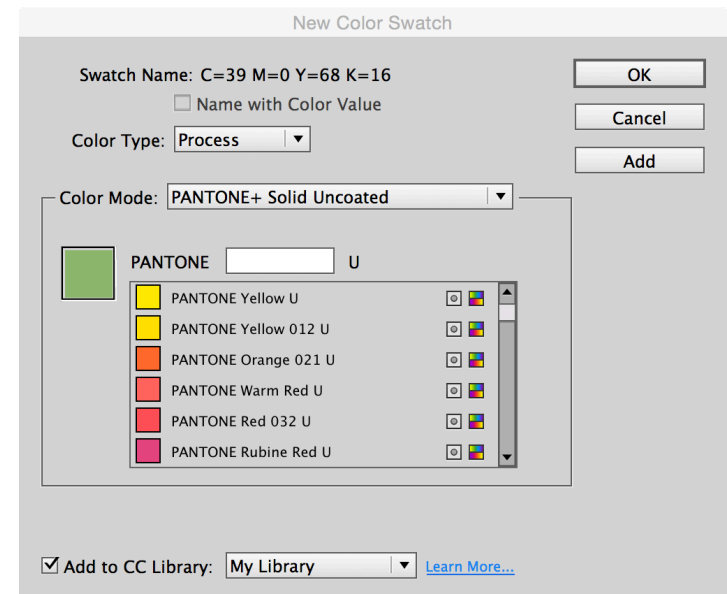 New Color Swatch
Swatch Name: C=39 M=0 Y=68 K=16
OK
Name with Color Value
Cancel
Color Type: Process
Add
Color Mode: PANTONE+ Solid Uncoated
PANTONE U
PANTONE Yellow U
PANTONE Yellow 012 U
PANTONE Orange 021 U
PANTONE Warm Red U
PANTONE Red 032 U
PANTONE Rubine Red U
Add to CC Library: My Library Learn More...